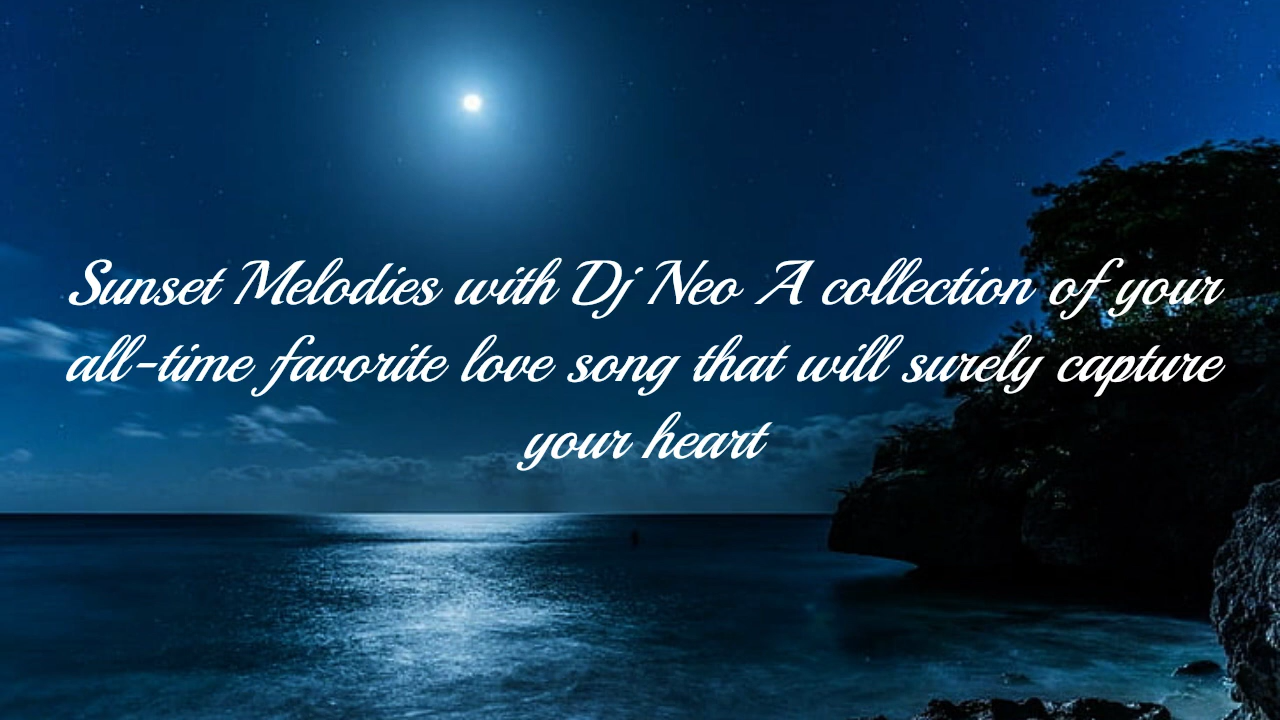 Sunset Melodies with Dj Neo A collection of your
all-time favorite love song that will surely capture
your heart